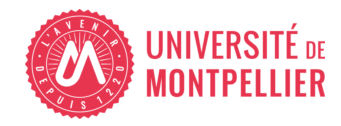 L'AVENIR
DEPUIS 1220
UNIVERSITÉ DE
MONTPELLIER